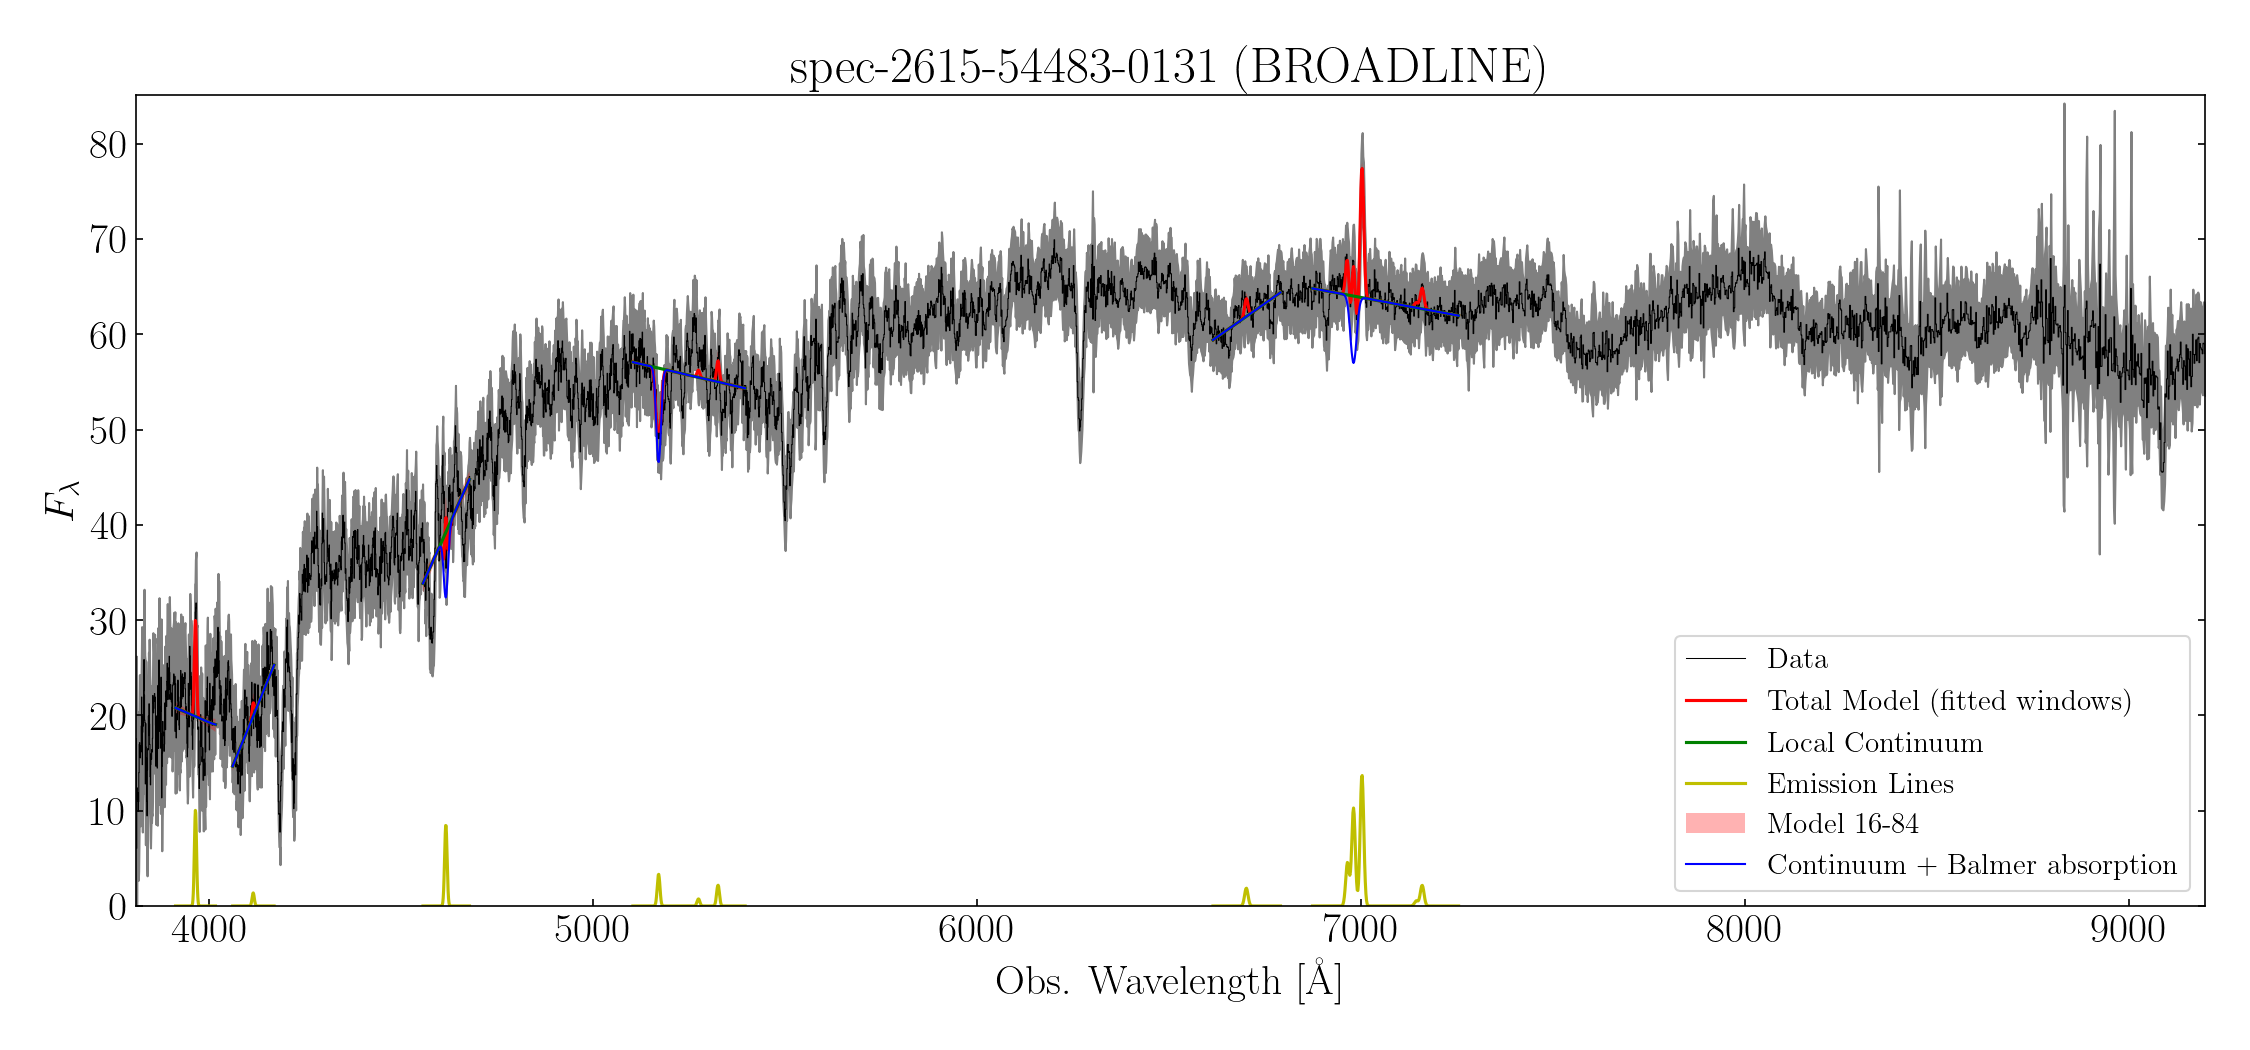 spec-2615-54483-0131 (BROADLINE)
80
70
60
50
40
30
20
10
0
F_λ
4000 5000 6000 7000 8000 9000
Obs. Wavelength [Å]
Data
Total Model (fitted windows)
Local Continuum
Emission Lines
Model 16-84
Continuum + Balmer absorption